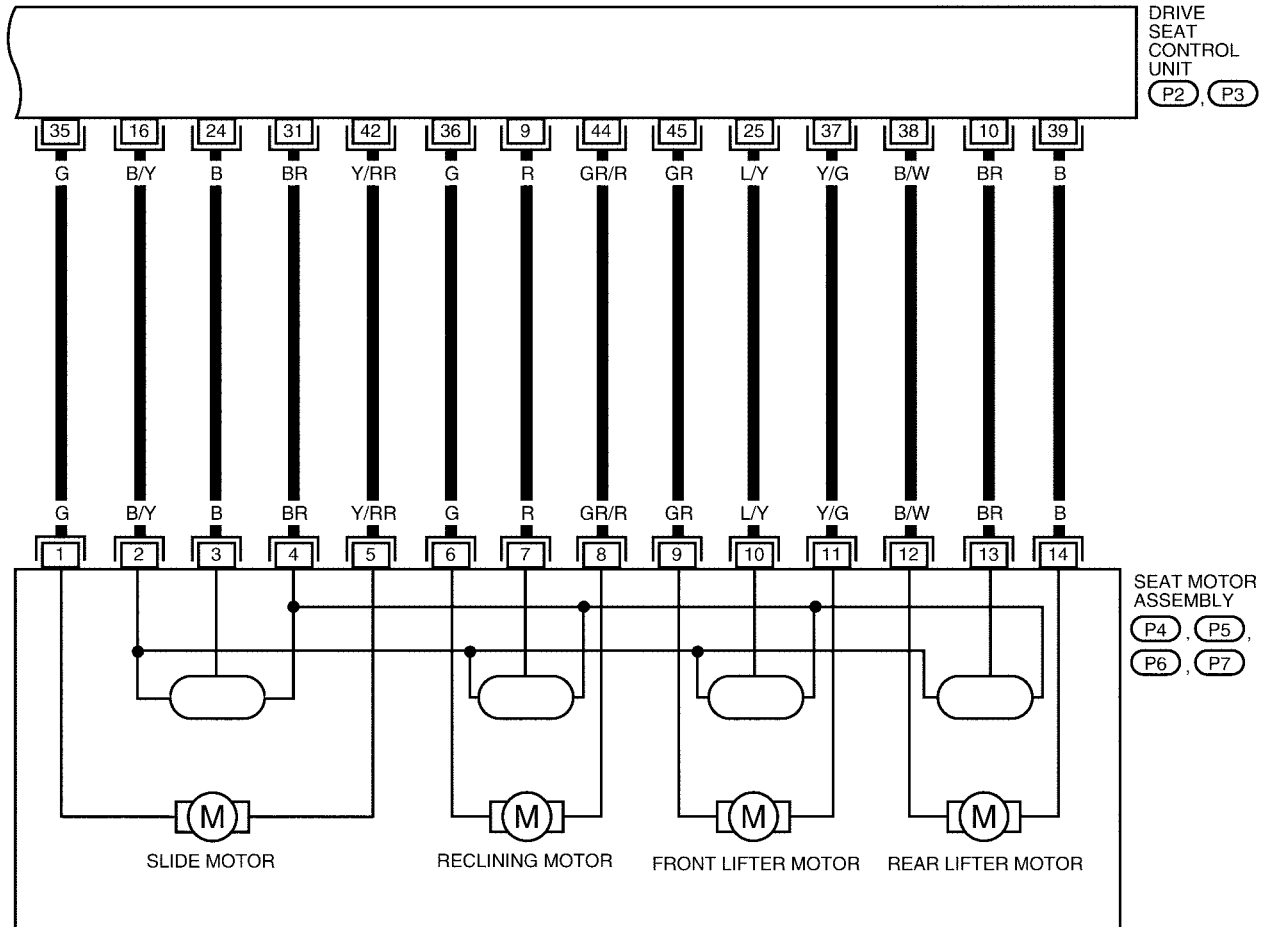 DRIVE
SEAT
CONTROL
UNIT
P2 , P3
35 16 24 31 42 36 9 44 45 25 37 38 10 39
G B/Y B BR Y/RR G R GR/R GR L/Y Y/G B/W BR B
G B/Y B BR Y/RR G R GR/R GR L/Y Y/G B/W BR B
1 2 3 4 5 6 7 8 9 10 11 12 13 14
SEAT MOTOR
ASSEMBLY
P4 , P5 ,
P6 , P7
M M M M
SLIDE MOTOR RECLINING MOTOR FRONT LIFTER MOTOR REAR LIFTER MOTOR